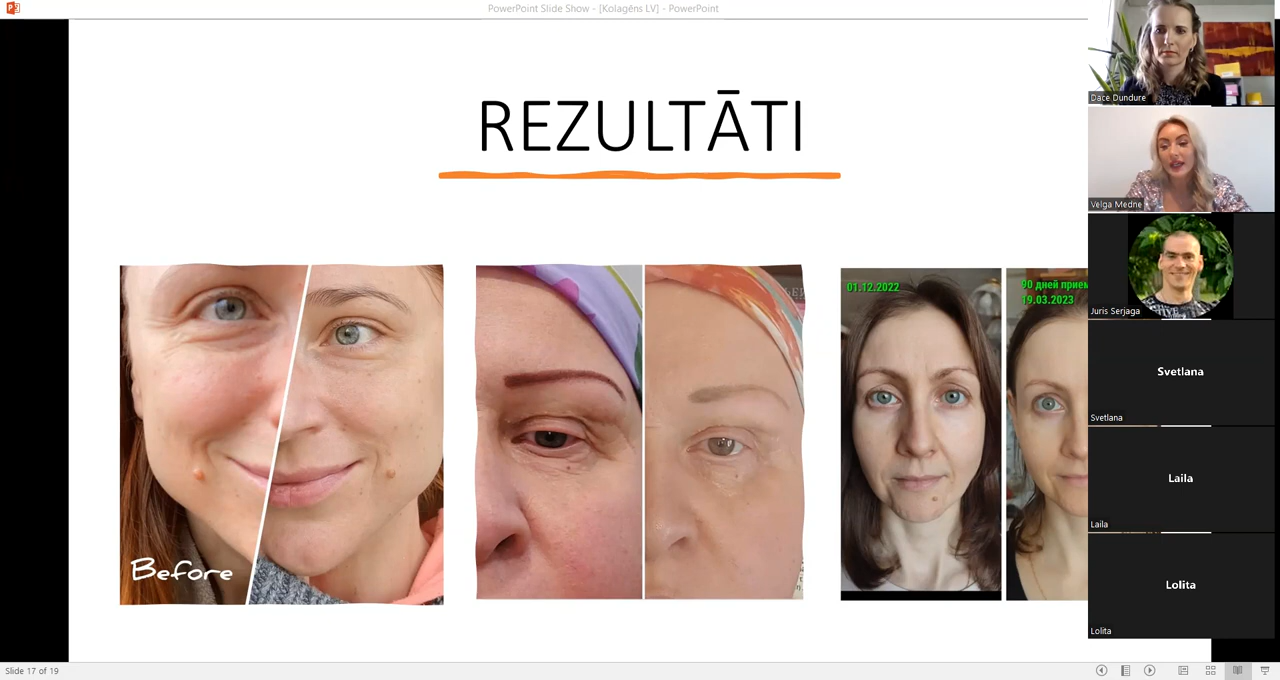 PowerPoint Slide Show - [Kolagēns LV] - PowerPoint
REZULTĀTI
Before
01.12.2022
90 дней прием
19.03.2023
Dace Dundure
Velga Medne
Juris Serjaga
Svetlana
Svetlana
Laila
Laila
Lolita
Lolita
Slide 17 of 19